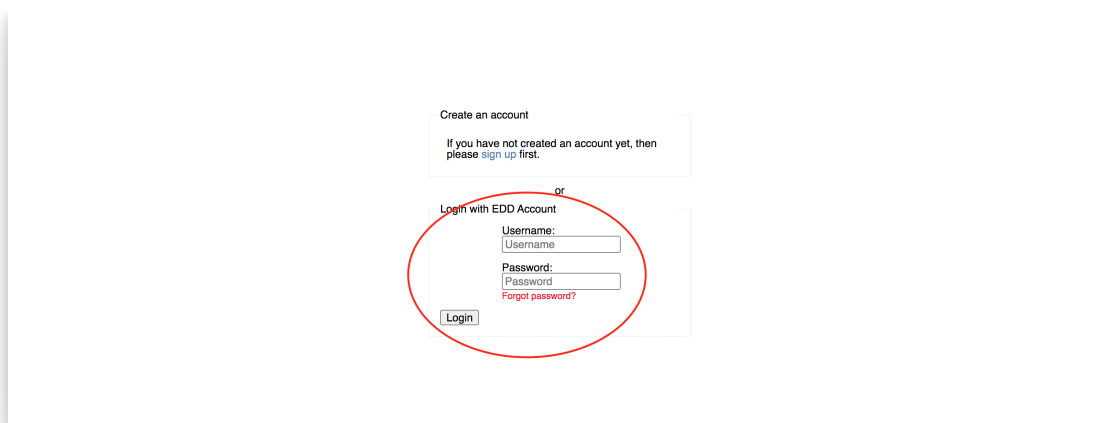 Create an account
If you have not created an account yet, then
please sign up first.
or
Login with EDD Account
Username:
Username
Password:
Password
Forgot password?
Login